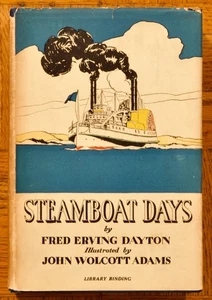 STEAMBOAT DAYS
by
FRED ERVING DAYTON
Illustrated by
JOHN WOLCOTT ADAMS
LIBRARY BINDING